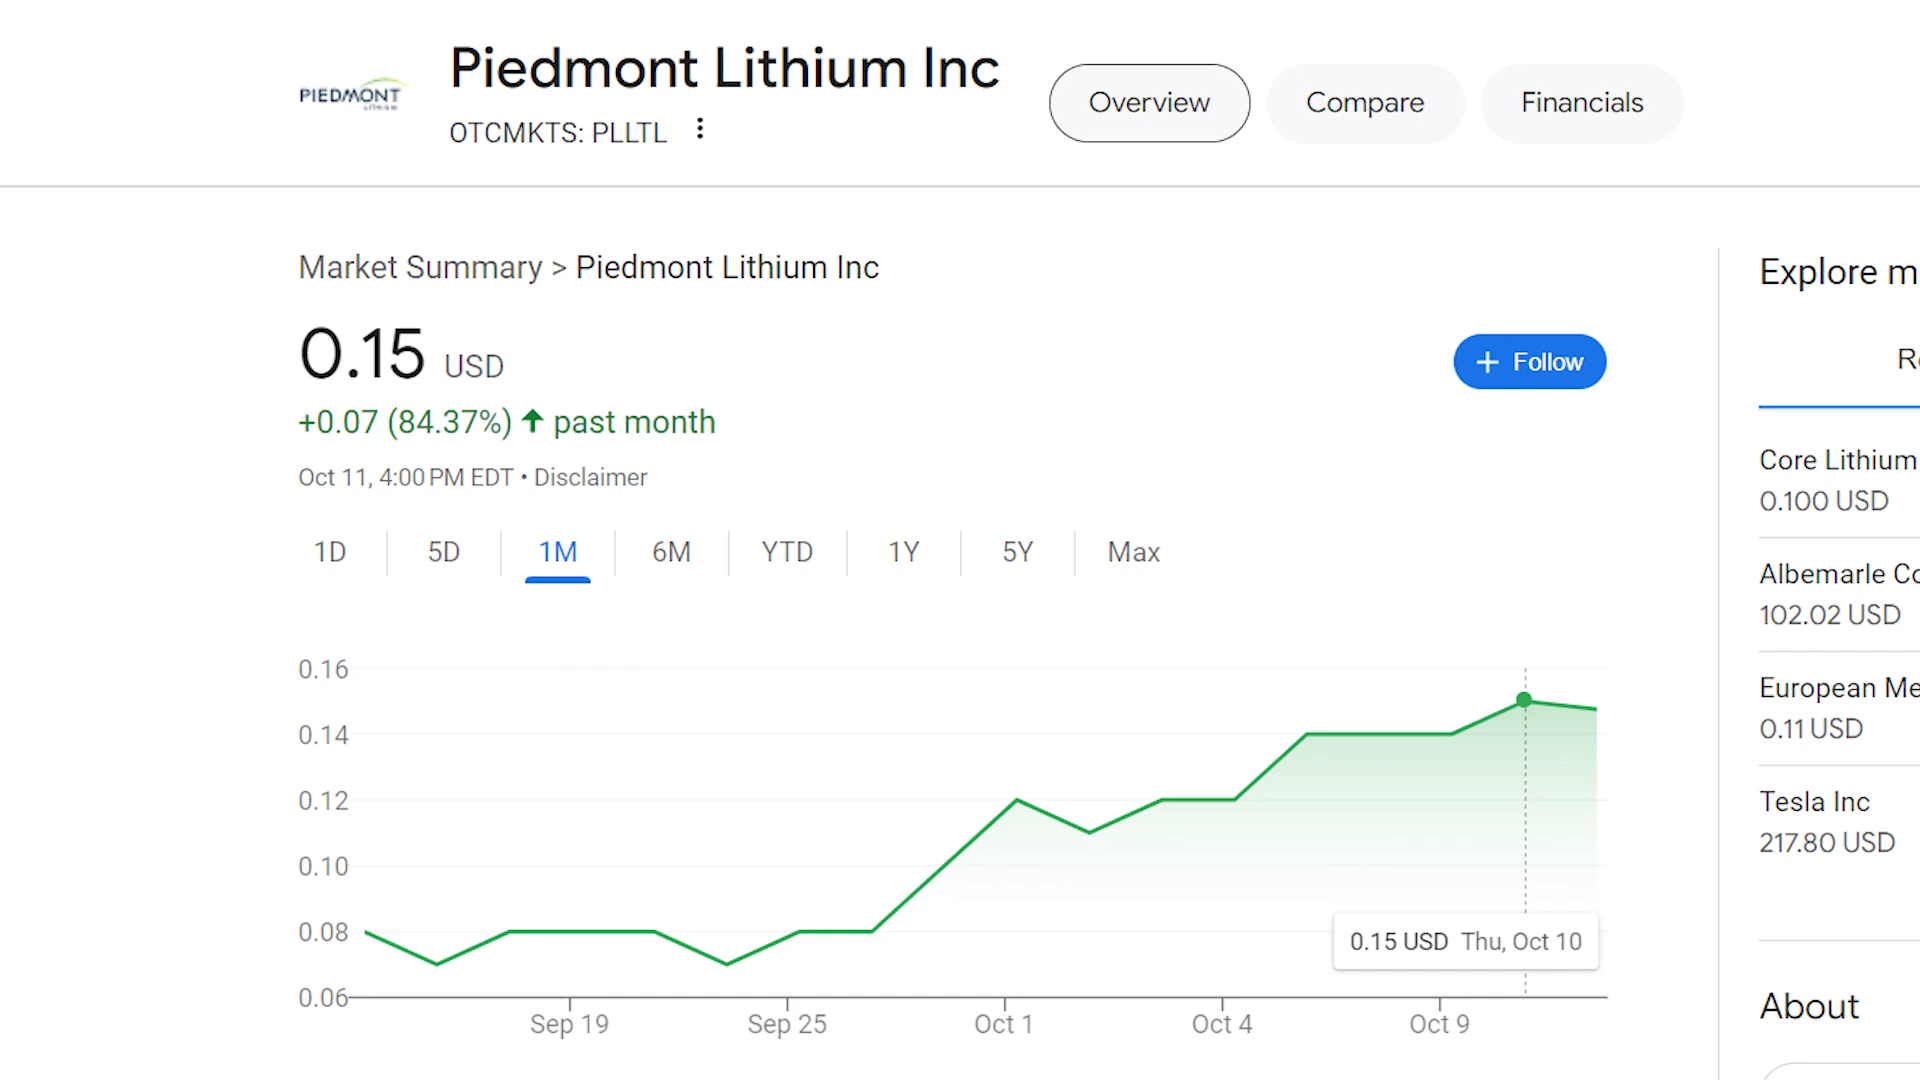 Piedmont Lithium Inc
PIEDMONT
LITHIUM
OTCMKTS: PLLTL
Overview
Compare
Financials
Market Summary > Piedmont Lithium Inc
0.15 USD
+0.07 (84.37%) ↑ past month
Oct 11, 4:00 PM EDT • Disclaimer
+ Follow
1D
5D
1M
6M
YTD
1Y
5Y
Max
0.16
0.14
0.12
0.10
0.08
0.06
0.15 USD Thu, Oct 10
Sep 19
Sep 25
Oct 1
Oct 4
Oct 9
Explore m
Core Lithium
0.100 USD
Albemarle Co
102.02 USD
European Me
0.11 USD
Tesla Inc
217.80 USD
About